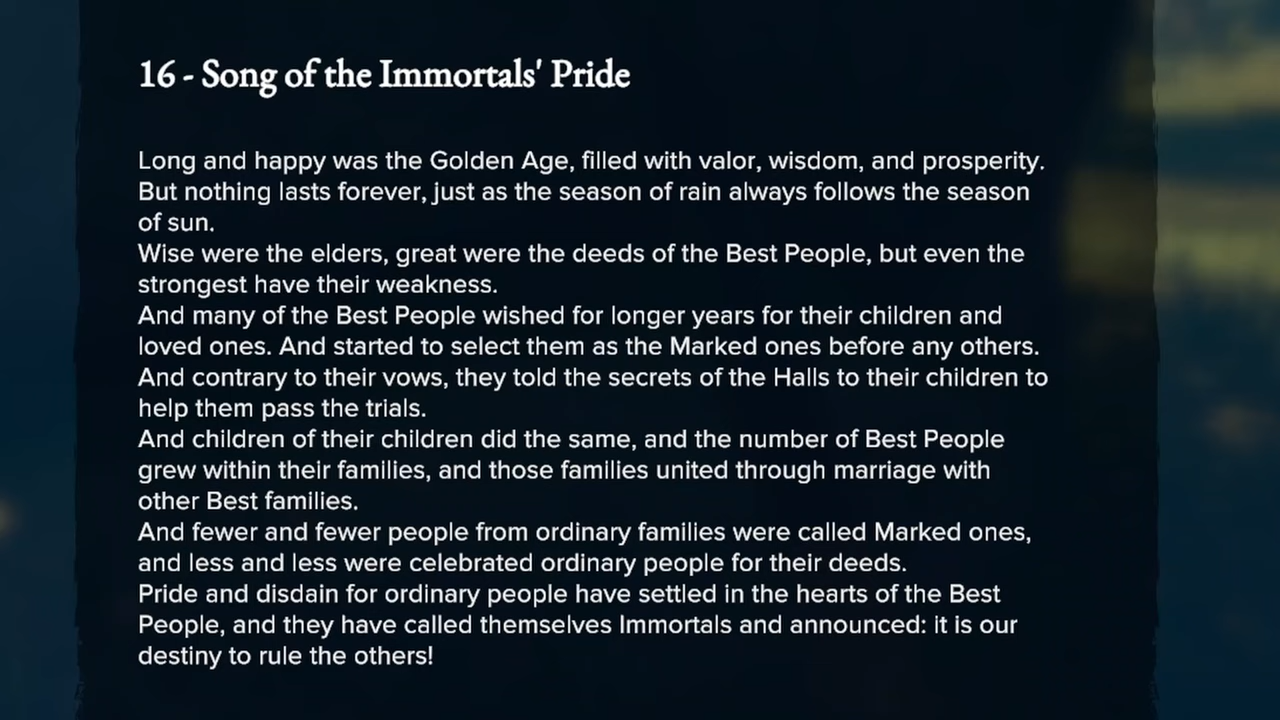 16 - Song of the Immortals' Pride
Long and happy was the Golden Age, filled with valor, wisdom, and prosperity.
But nothing lasts forever, just as the season of rain always follows the season
of sun.
Wise were the elders, great were the deeds of the Best People, but even the
strongest have their weakness.
And many of the Best People wished for longer years for their children and
loved ones. And started to select them as the Marked ones before any others.
And contrary to their vows, they told the secrets of the Halls to their children to
help them pass the trials.
And children of their children did the same, and the number of Best People
grew within their families, and those families united through marriage with
other Best families.
And fewer and fewer people from ordinary families were called Marked ones,
and less and less were celebrated ordinary people for their deeds.
Pride and disdain for ordinary people have settled in the hearts of the Best
People, and they have called themselves Immortals and announced: it is our
destiny to rule the others!